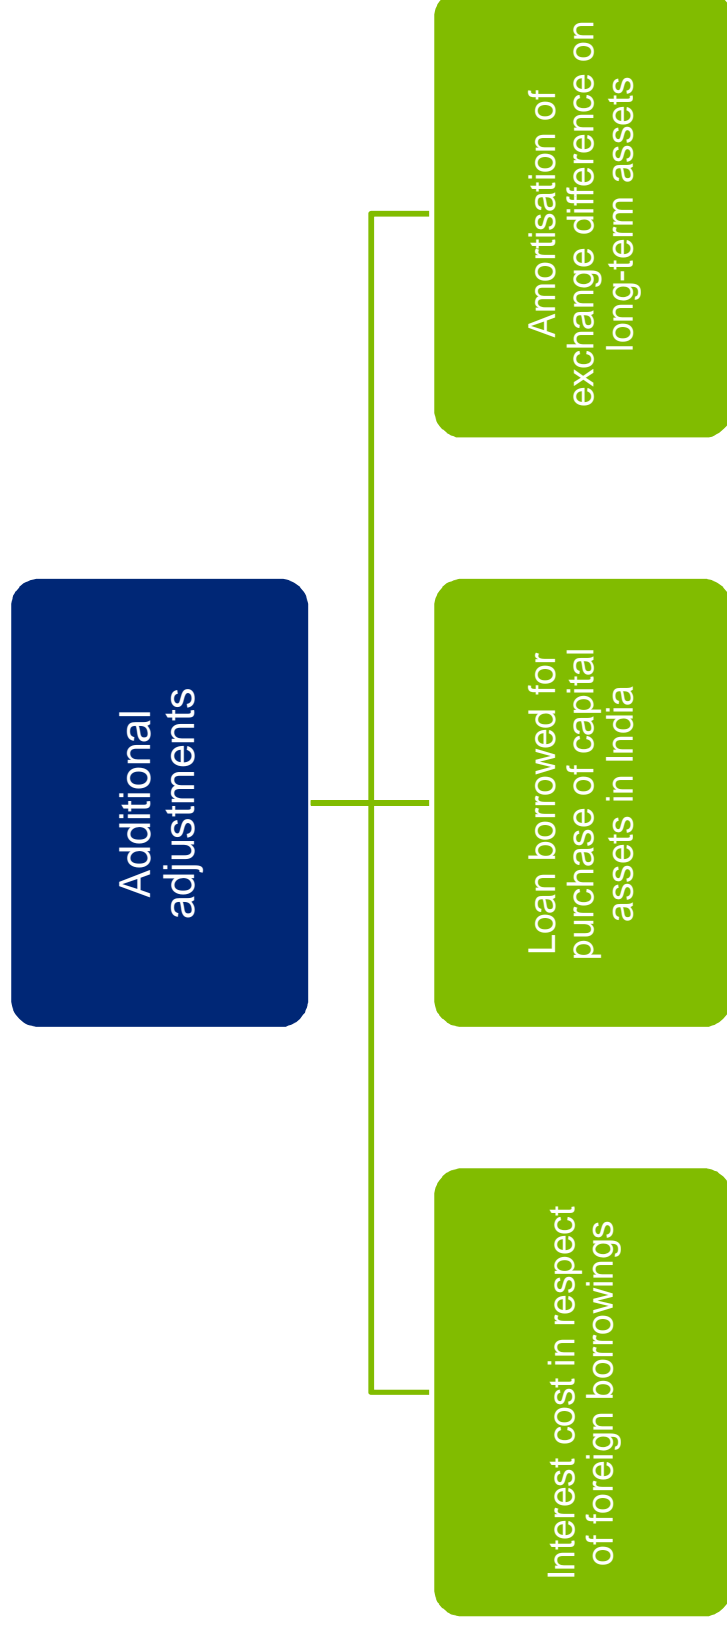 Additional
adjustments
Interest cost in respect
of foreign borrowings
Loan borrowed for
purchase of capital
assets in India
Amortisation of
exchange difference on
long-term assets